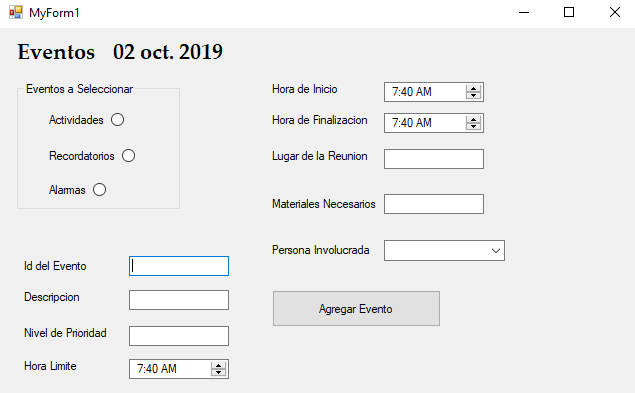 MyForm1
Eventos 02 oct. 2019
Eventos a Seleccionar
Actividades
Recordatorios
Alarmas
Id del Evento
Descripcion
Nivel de Prioridad
Hora Limite 7:40 AM
Hora de Inicio 7:40 AM
Hora de Finalizacion 7:40 AM
Lugar de la Reunion
Materiales Necesarios
Persona Involucrada
Agregar Evento